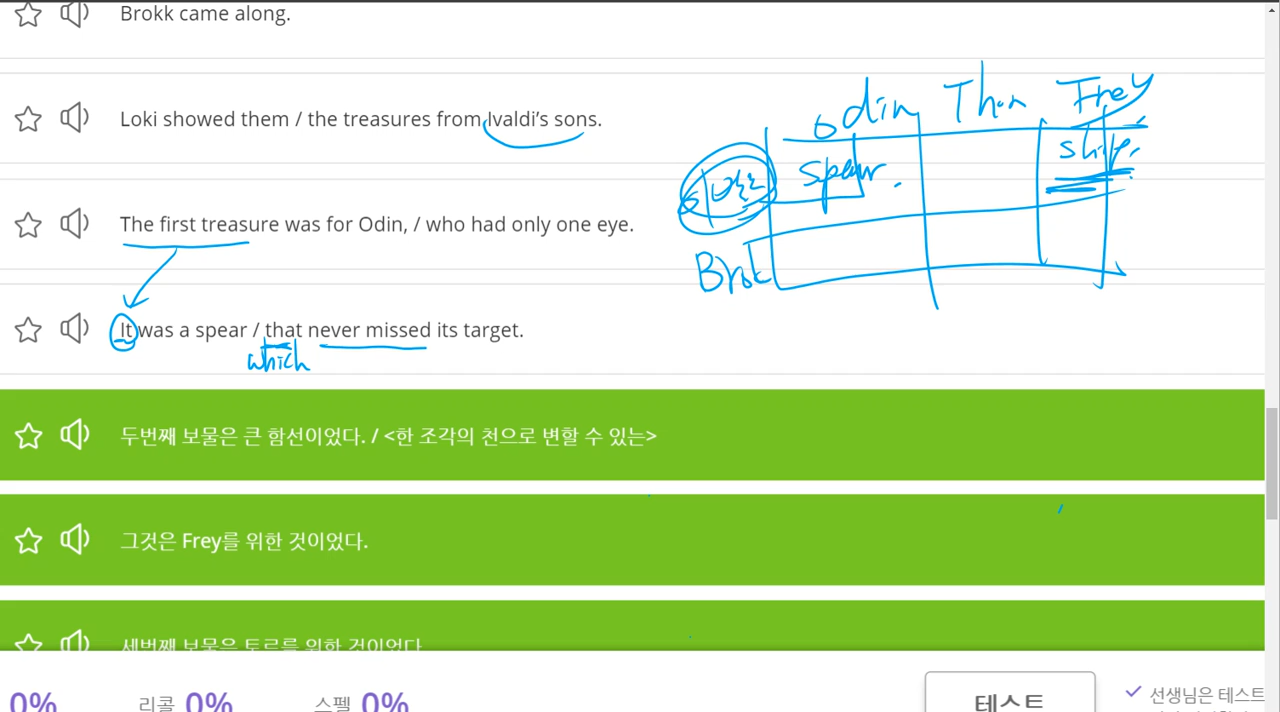 Brokk came along.
Odin Thor Frey
Loki showed them / the treasures from Ivaldi's sons.
spear. ship.
The first treasure was for Odin, / who had only one eye.
Brok
It was a spear / that never missed its target.
which
두번째 보물은 큰 함선이었다. / <한 조각의 천으로 변할 수 있는>
그것은 Frey를 위한 것이었다.
세번째 보물은 토르를 위한 것이었다
0% 리콜 0% 스펠 0% 테스트 선생님은 테스트